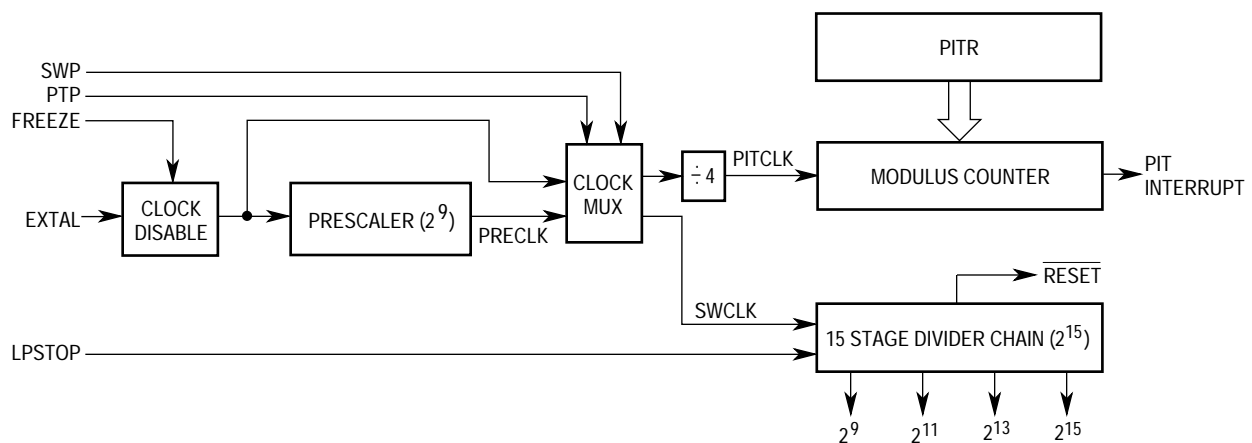 PITR
SWP
PTP
FREEZE
CLOCK
MUX
÷ 4
PITCLK
MODULUS COUNTER
PIT
INTERRUPT
EXTAL
CLOCK
DISABLE
PRESCALER (2⁹)
PRECLK
RESET
SWCLK
15 STAGE DIVIDER CHAIN (2¹⁵)
LPSTOP
2⁹ 2¹¹ 2¹³ 2¹⁵